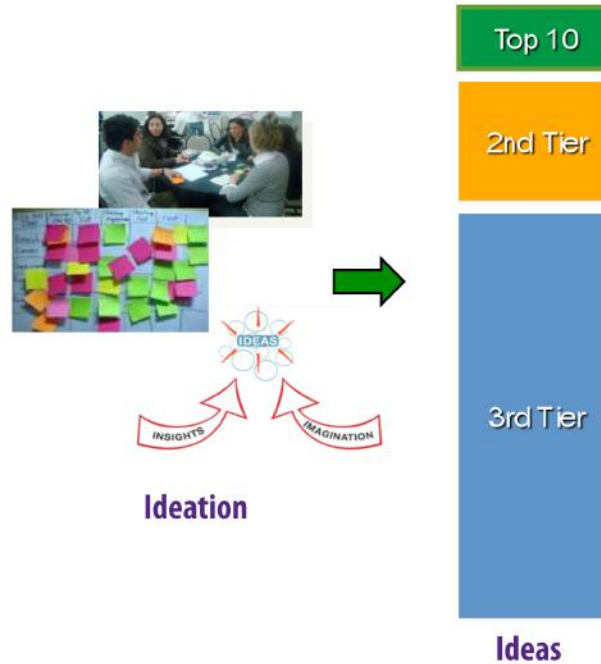 Top 10
2nd Tier
IDEAS
3rd Tier
INSIGHTS
IMAGINATION
Ideation
Ideas